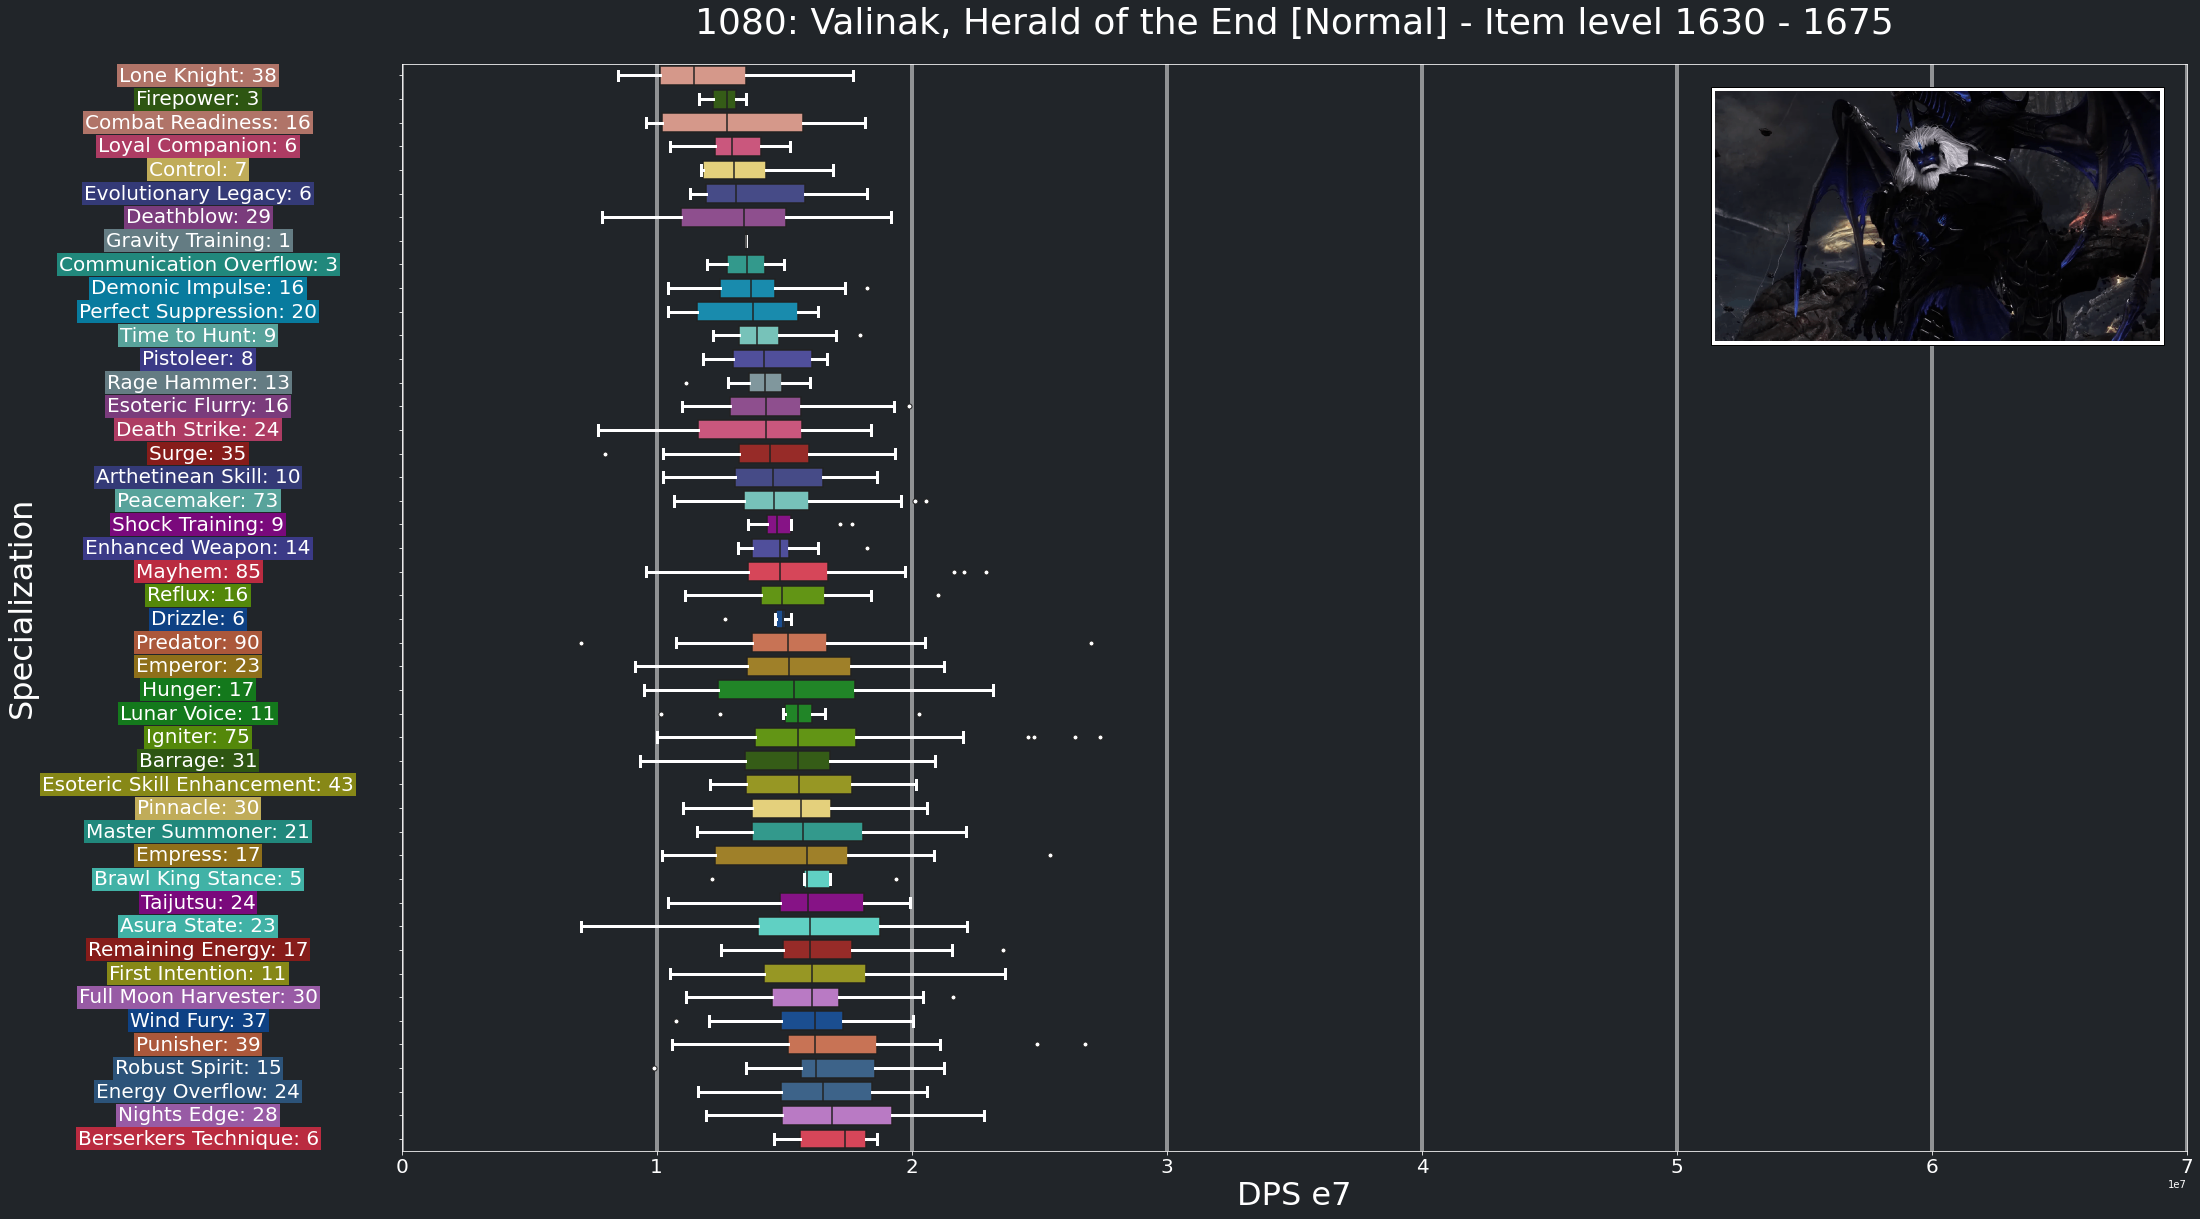 1080: Valinak, Herald of the End [Normal] - Item level 1630 - 1675
Specialization
Lone Knight: 38
Firepower: 3
Combat Readiness: 16
Loyal Companion: 6
Control: 7
Evolutionary Legacy: 6
Deathblow: 29
Gravity Training: 1
Communication Overflow: 3
Demonic Impulse: 16
Perfect Suppression: 20
Time to Hunt: 9
Pistoleer: 8
Rage Hammer: 13
Esoteric Flurry: 16
Death Strike: 24
Surge: 35
Arthetinean Skill: 10
Peacemaker: 73
Shock Training: 9
Enhanced Weapon: 14
Mayhem: 85
Reflux: 16
Drizzle: 6
Predator: 90
Emperor: 23
Hunger: 17
Lunar Voice: 11
Igniter: 75
Barrage: 31
Esoteric Skill Enhancement: 43
Pinnacle: 30
Master Summoner: 21
Empress: 17
Brawl King Stance: 5
Taijutsu: 24
Asura State: 23
Remaining Energy: 17
First Intention: 11
Full Moon Harvester: 30
Wind Fury: 37
Punisher: 39
Robust Spirit: 15
Energy Overflow: 24
Nights Edge: 28
Berserkers Technique: 6
0 1 2 3 4 5 6 7
1e7
DPS e7